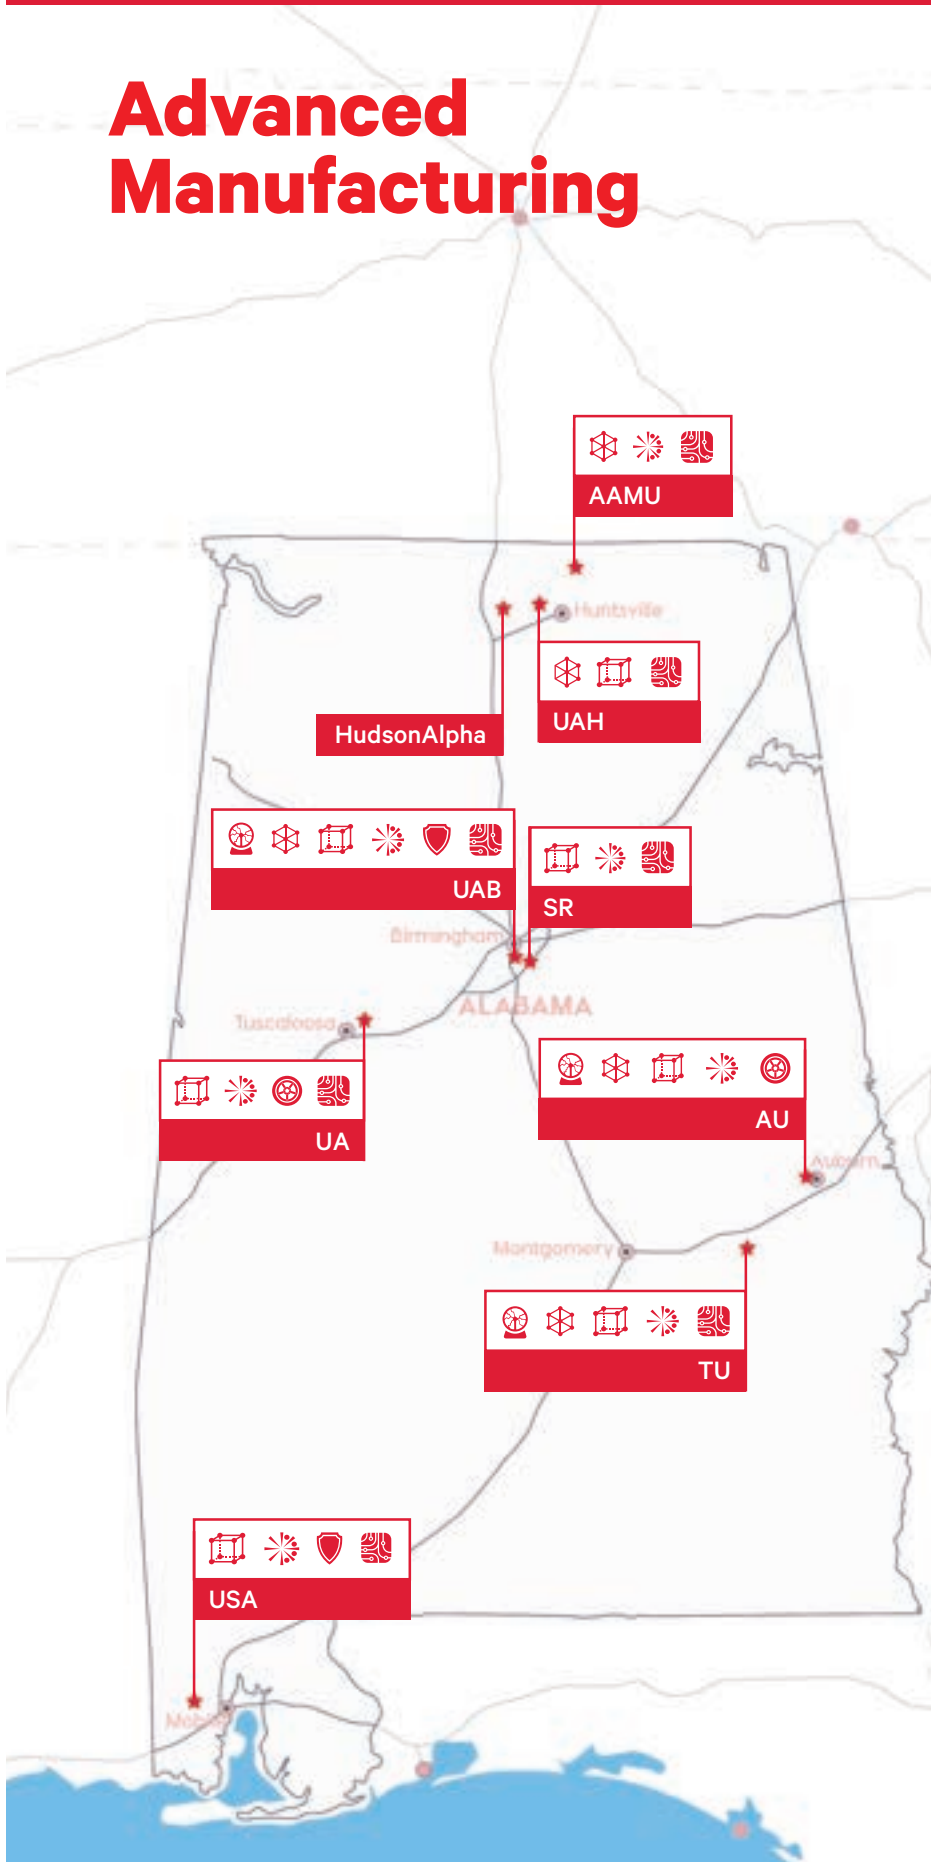 Advanced
Manufacturing
AAMU
Huntsville
UAH
HudsonAlpha
UAB
SR
Birmingham
ALABAMA
Tuscaloosa
UA
AU
Auburn
Montgomery
TU
USA
Mobile